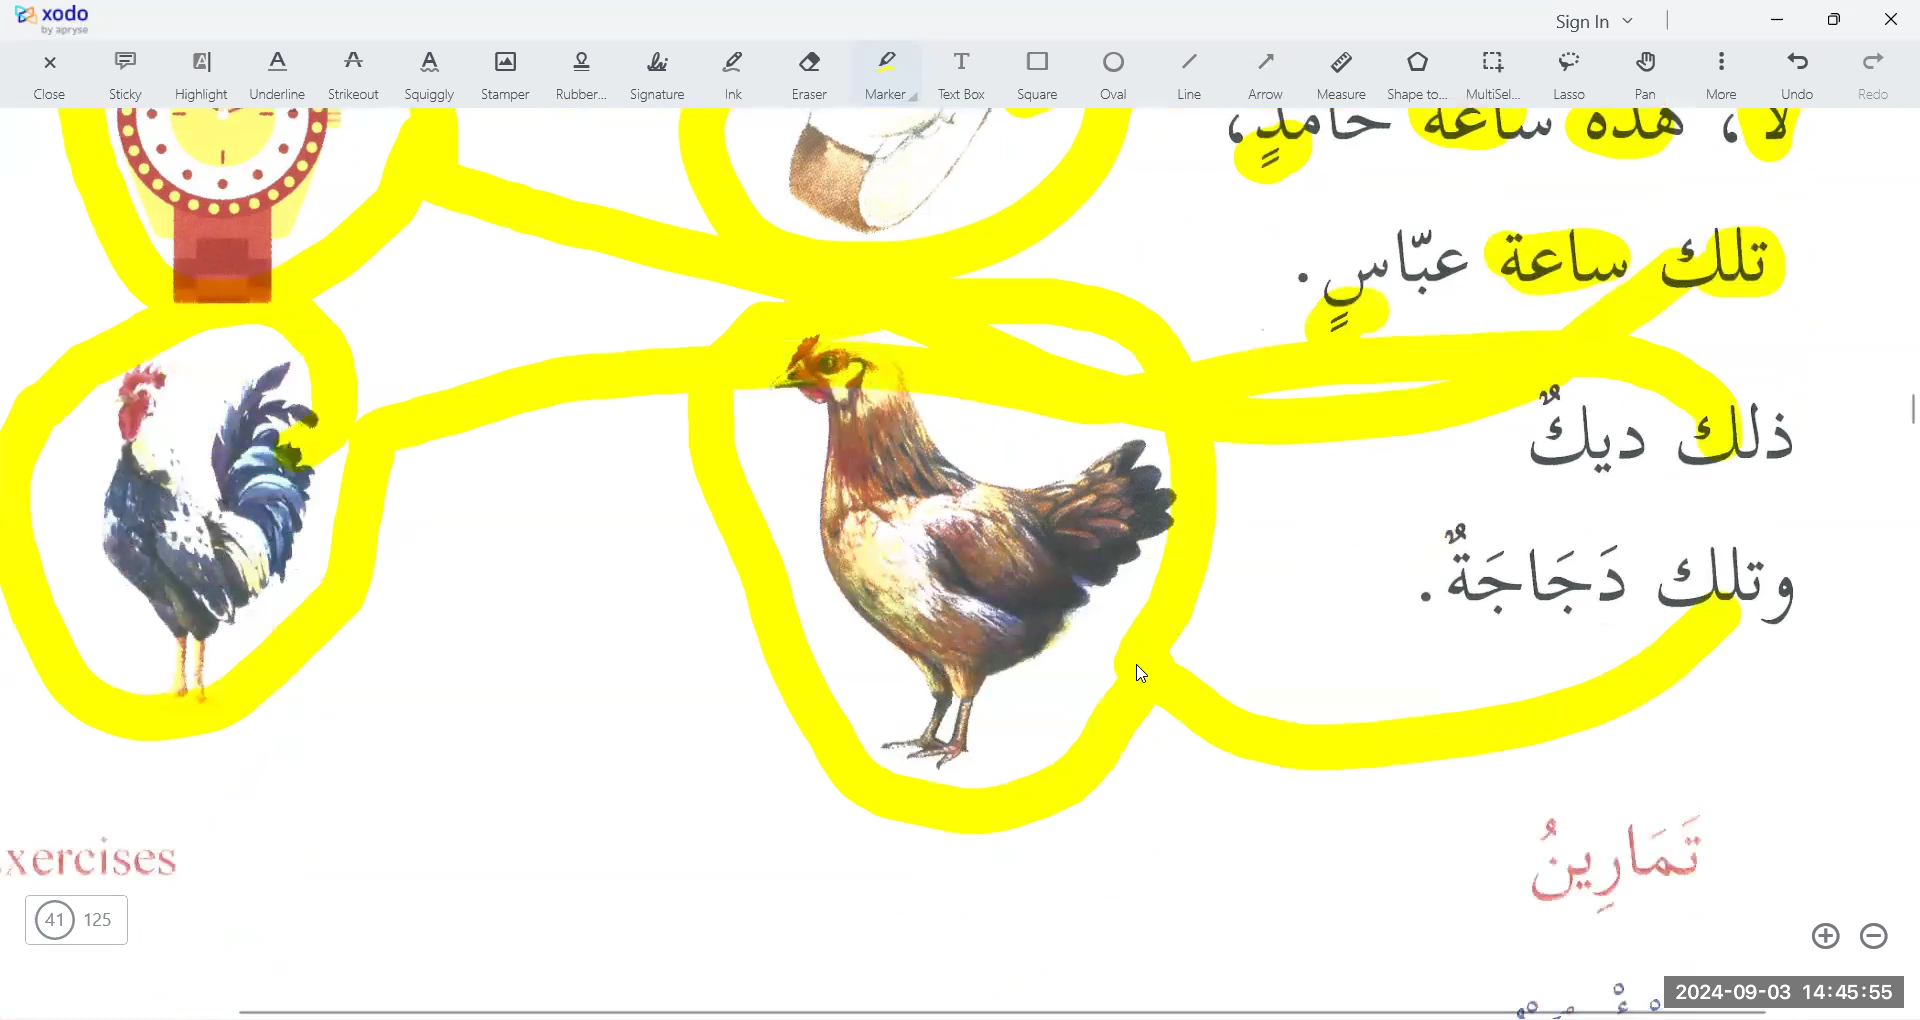 xodo
by apryse
Sign In
Close Sticky Highlight Underline Strikeout Squiggly Stamper Rubber... Signature Ink Eraser Marker Text Box Square Oval Line Arrow Measure Shape to... MultiSel... Lasso Pan More Undo Redo
لا ، هذه ساعة حامدٍ،
تلك ساعة عبّاسٍ.
ذلك ديكٌ
وتلك دَجَاجَةٌ.
xercises
تَمَارِينُ
41 125
2024-09-03 14:45:55